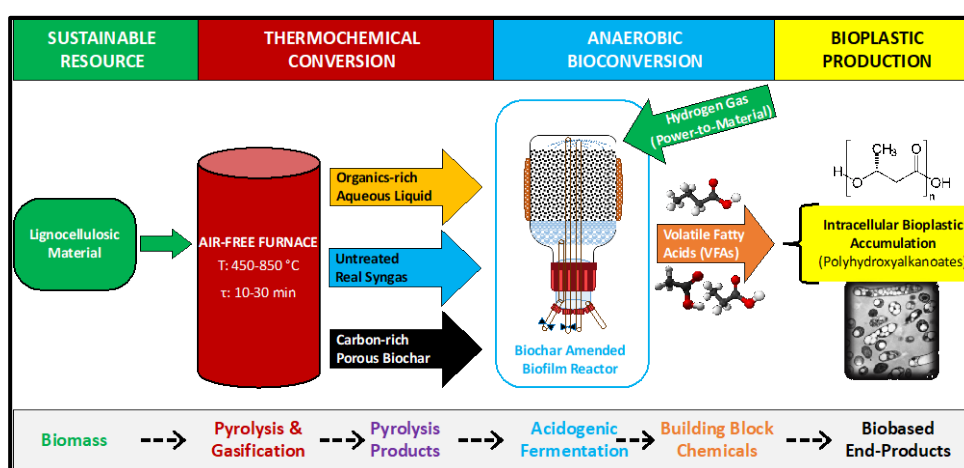 SUSTAINABLE
RESOURCE
THERMOCHEMICAL
CONVERSION
ANAEROBIC
BIOCONVERSION
BIOPLASTIC
PRODUCTION
Lignocellulosic
Material
AIR-FREE FURNACE
T: 450-850 °C
τ: 10-30 min
Organics-rich
Aqueous Liquid
Untreated
Real Syngas
Carbon-rich
Porous Biochar
Hydrogen Gas
(Power-to-Material)
Biochar Amended
Biofilm Reactor
Volatile Fatty
Acids (VFAs)
CH3
O
H
O
OH
n
Intracellular Bioplastic
Accumulation
(Polyhydroxyalkanoates)
Biomass
Pyrolysis &
Gasification
Pyrolysis
Products
Acidogenic
Fermentation
Building Block
Chemicals
Biobased
End-Products